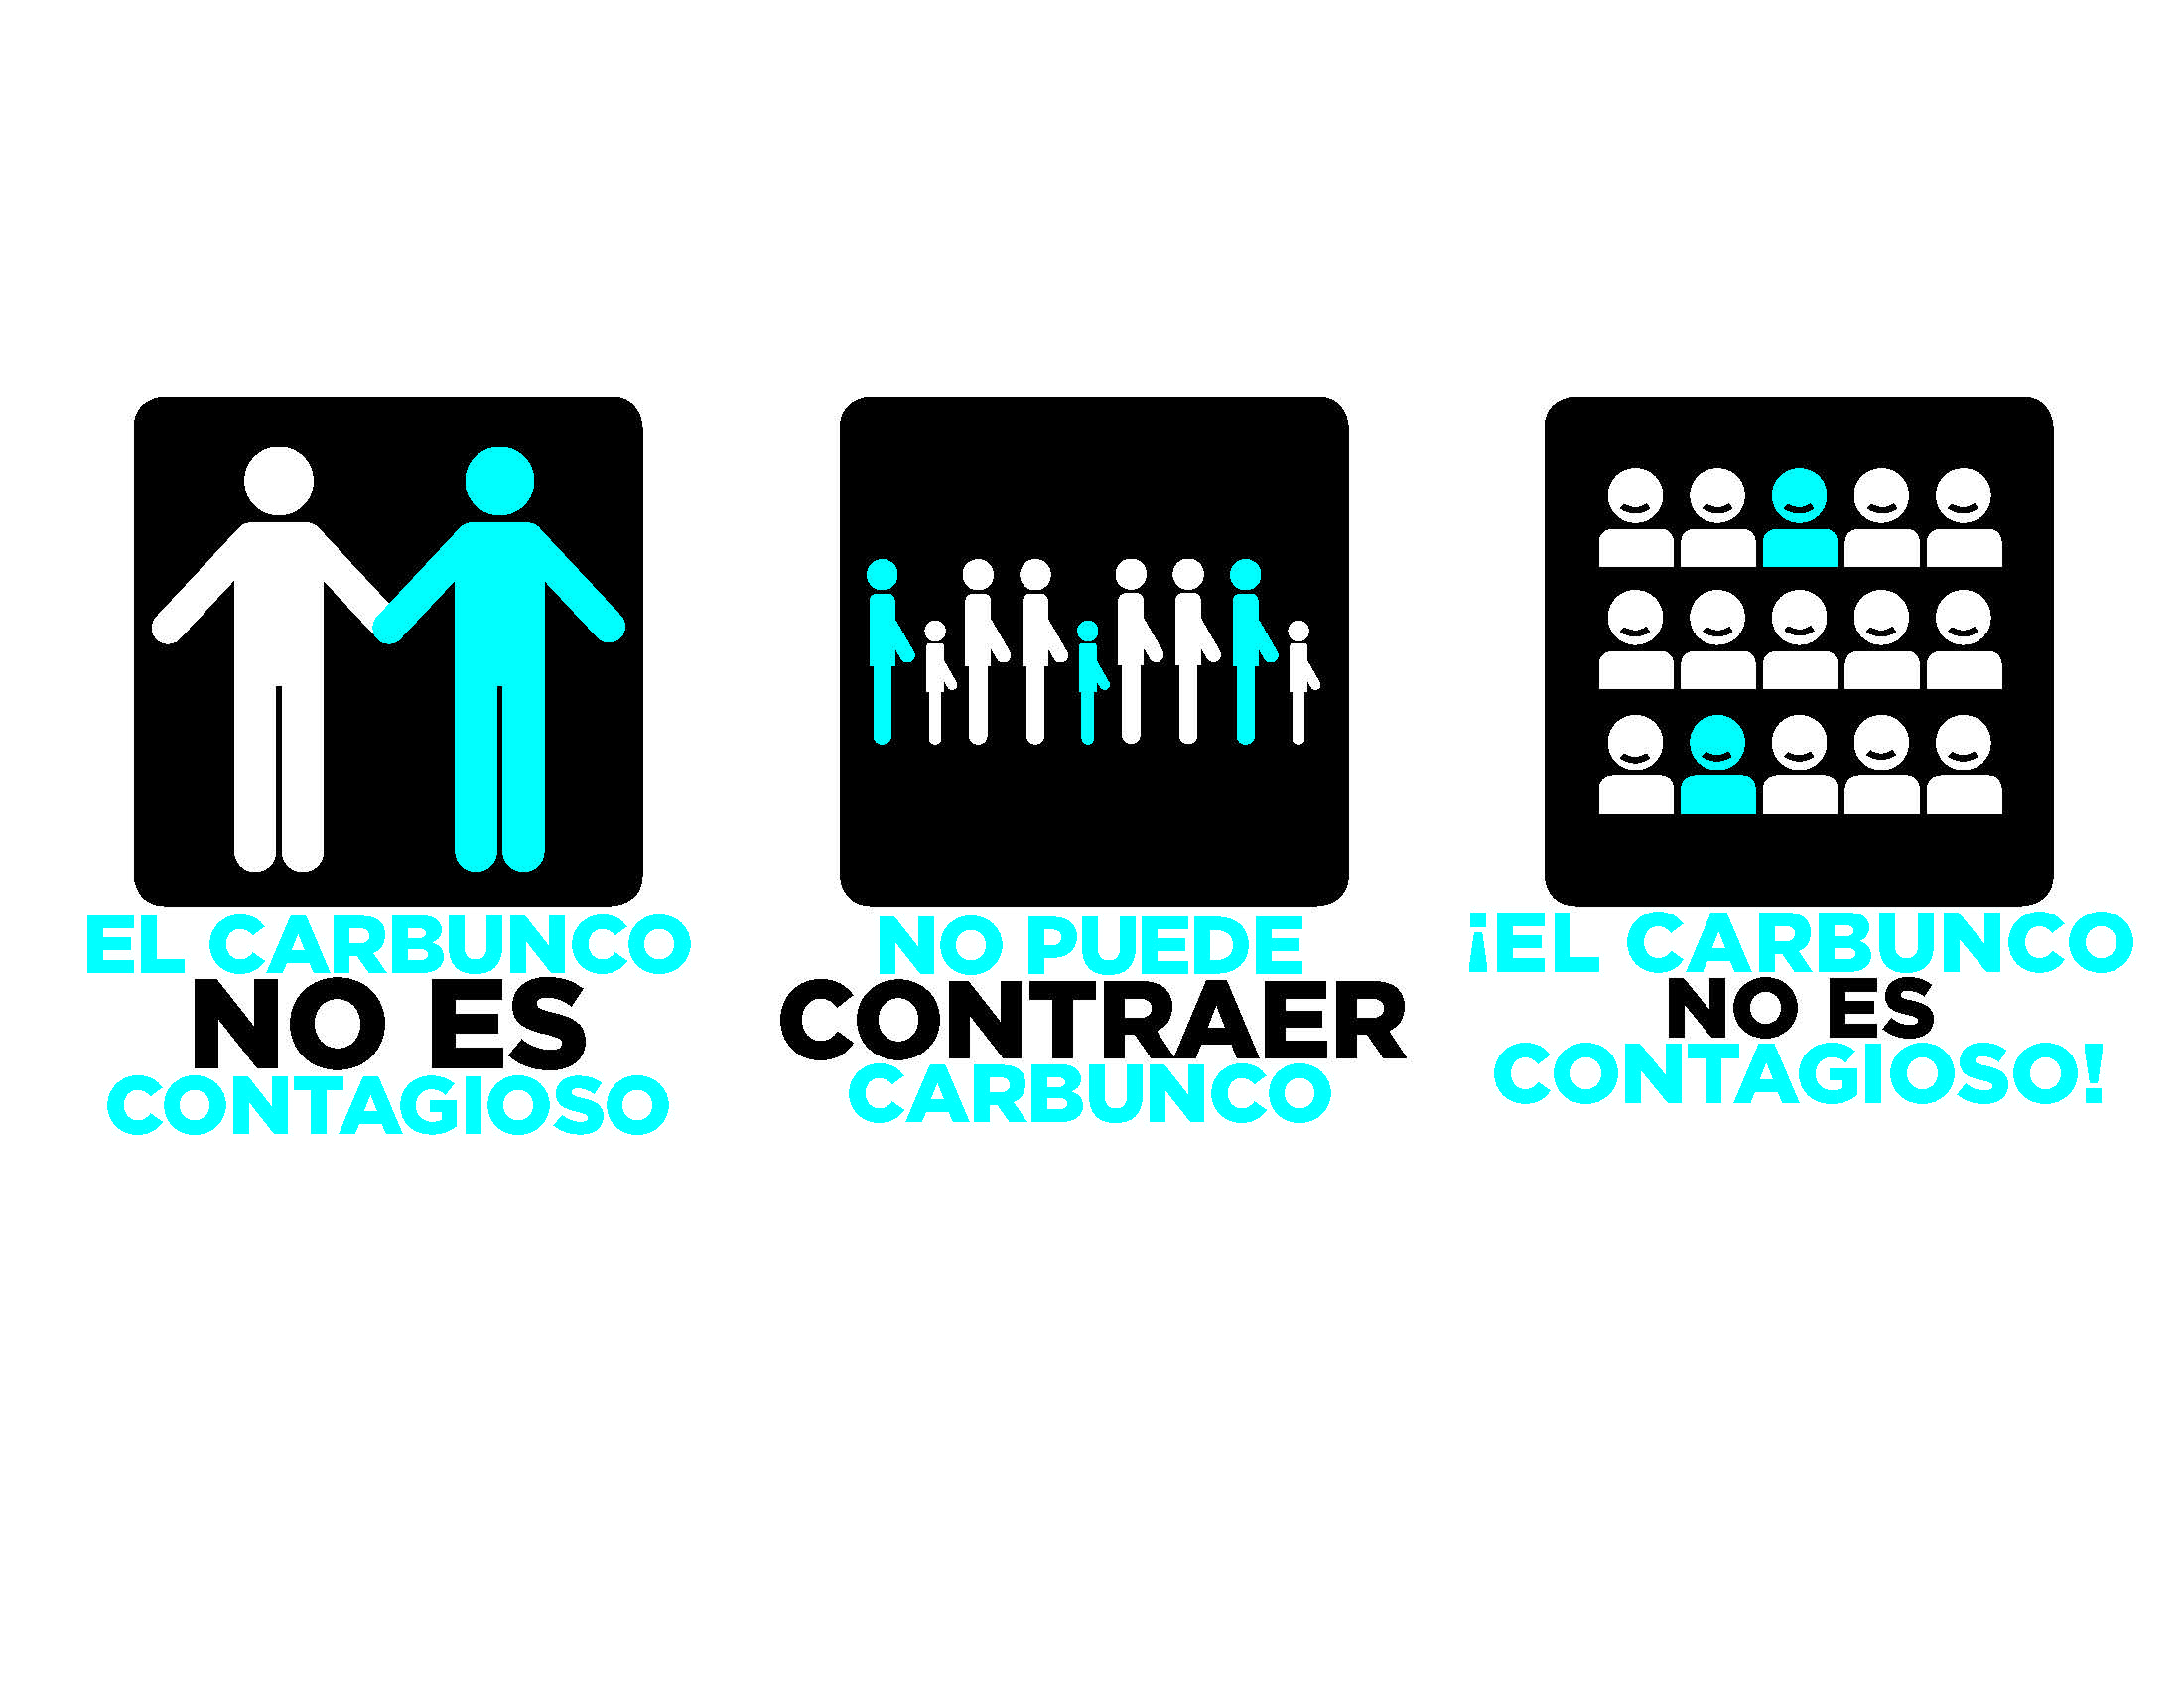 EL CARBUNCO
NO ES
CONTAGIOSO
NO PUEDE
CONTRAER
CARBUNCO
¡EL CARBUNCO
NO ES
CONTAGIOSO!